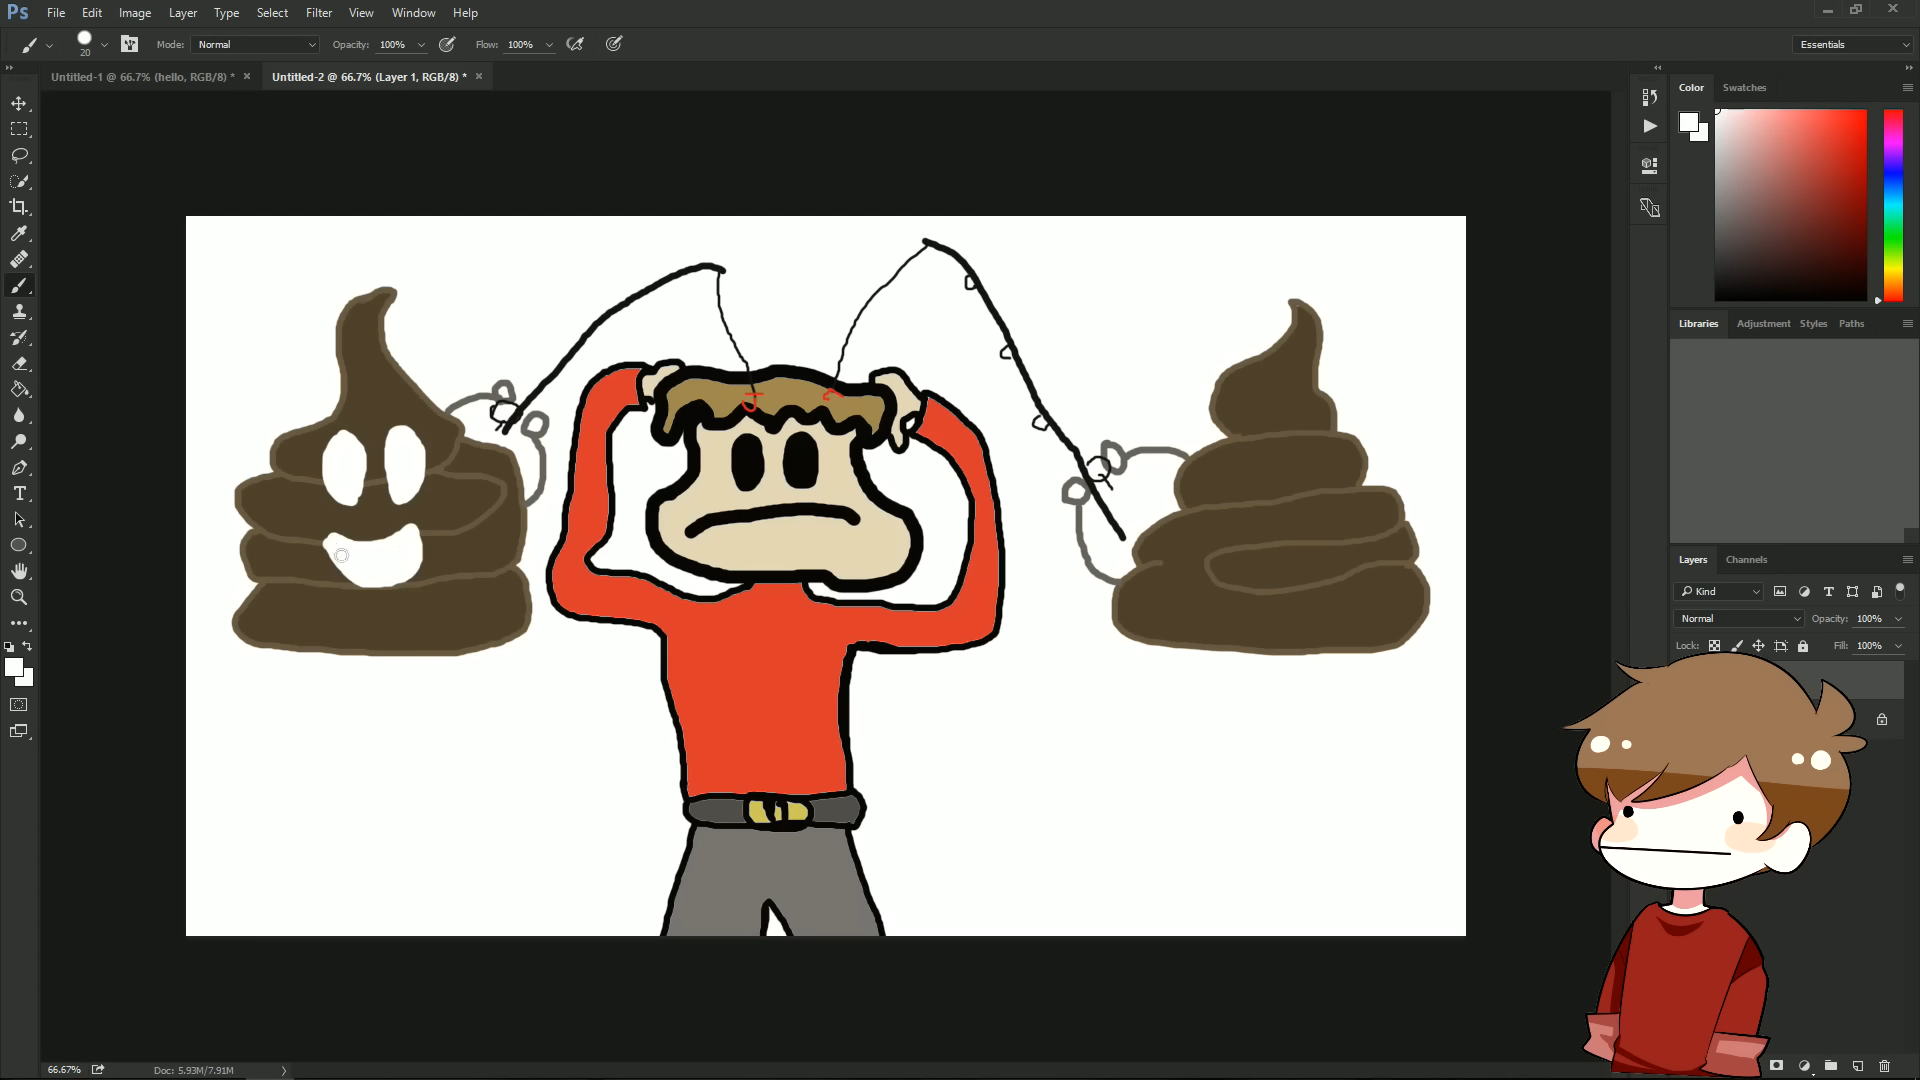 Ps File Edit Image Layer Type Select Filter View Window Help
20 Mode: Normal Opacity: 100% Flow: 100% Essentials
Untitled-1 @ 66.7% (hello, RGB/8) * × Untitled-2 @ 66.7% (Layer 1, RGB/8) * ×
Color Swatches
Libraries Adjustment Styles Paths
Layers Channels
Kind
Normal Opacity: 100%
Lock: Fill: 100%
66.67% Doc: 5.93M/7.91M